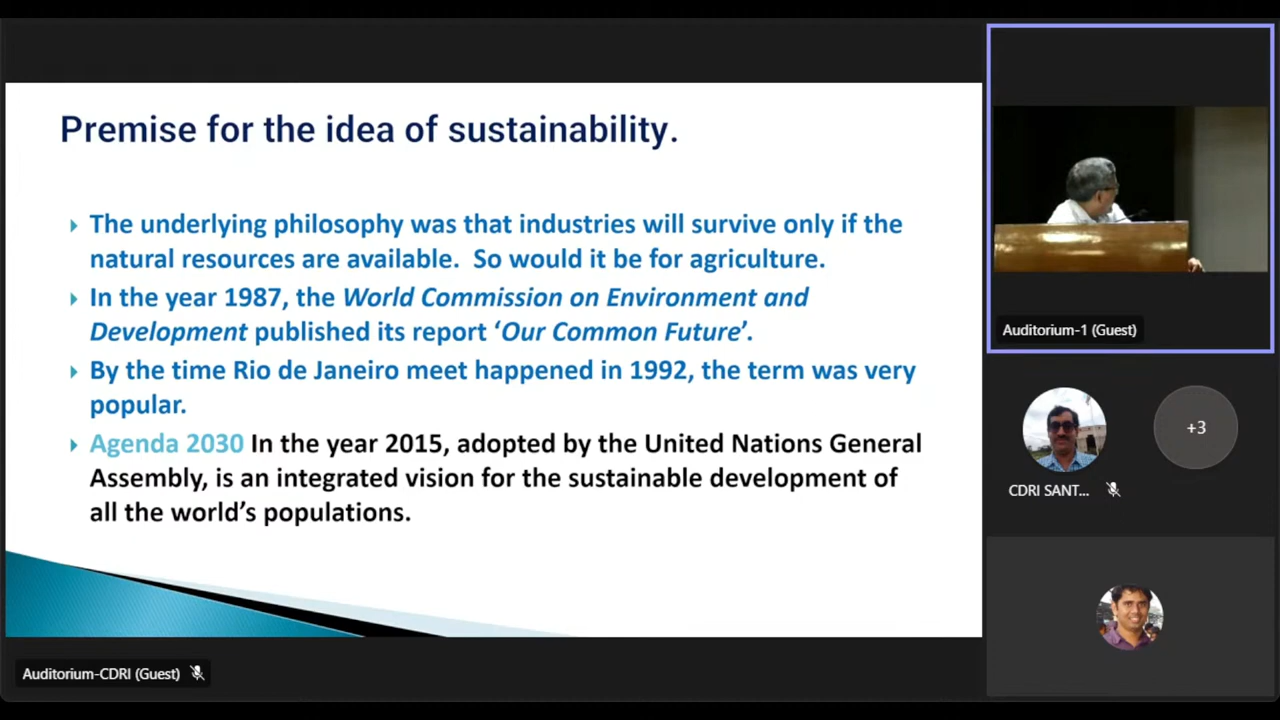 Premise for the idea of sustainability.
The underlying philosophy was that industries will survive only if the
natural resources are available.  So would it be for agriculture.
In the year 1987, the World Commission on Environment and
Development published its report ‘Our Common Future’.
By the time Rio de Janeiro meet happened in 1992, the term was very
popular.
Agenda 2030 In the year 2015, adopted by the United Nations General
Assembly, is an integrated vision for the sustainable development of
all the world’s populations.
Auditorium-CDRI (Guest)
Auditorium-1 (Guest)
+3
CDRI SANT...